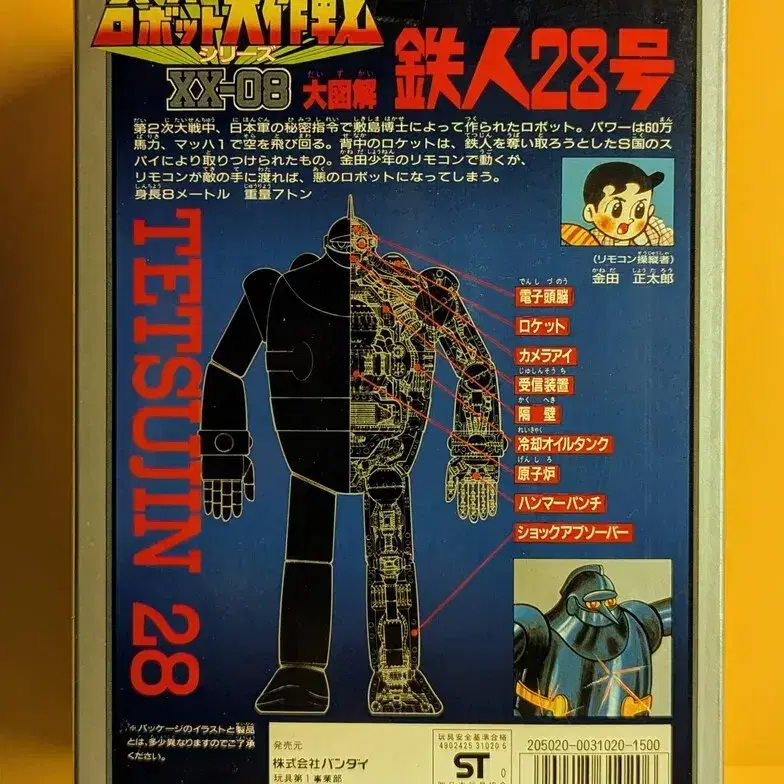 ロボット大作戦
シリーズ
XX-08 大図解 鉄人28号
第2次大戦中、日本軍の秘密指令で敷島博士によって作られたロボット。パワーは60万
馬力、マッハ1で空を飛び回る。背中のロケットは、鉄人を奪い取ろうとしたS国のス
パイにより取りつけられたもの。金田少年のリモコンで動くが、
リモコンが敵の手に渡れば、悪のロボットになってしまう。
身長8メートル 重量7トン
(リモコン操縦者)
金田 正太郎
TETSUJIN 28
電子頭脳
ロケット
カメラアイ
受信装置
隔壁
冷却オイルタンク
原子炉
ハンマーパンチ
ショックアブソーバー
※パッケージのイラストと製品
とは、多少異なりますのでご了承
ください。
発売元
株式会社バンダイ
玩具第1事業部
玩具安全基準合格
4902425 31020 6
ST
205020-0031020-1500